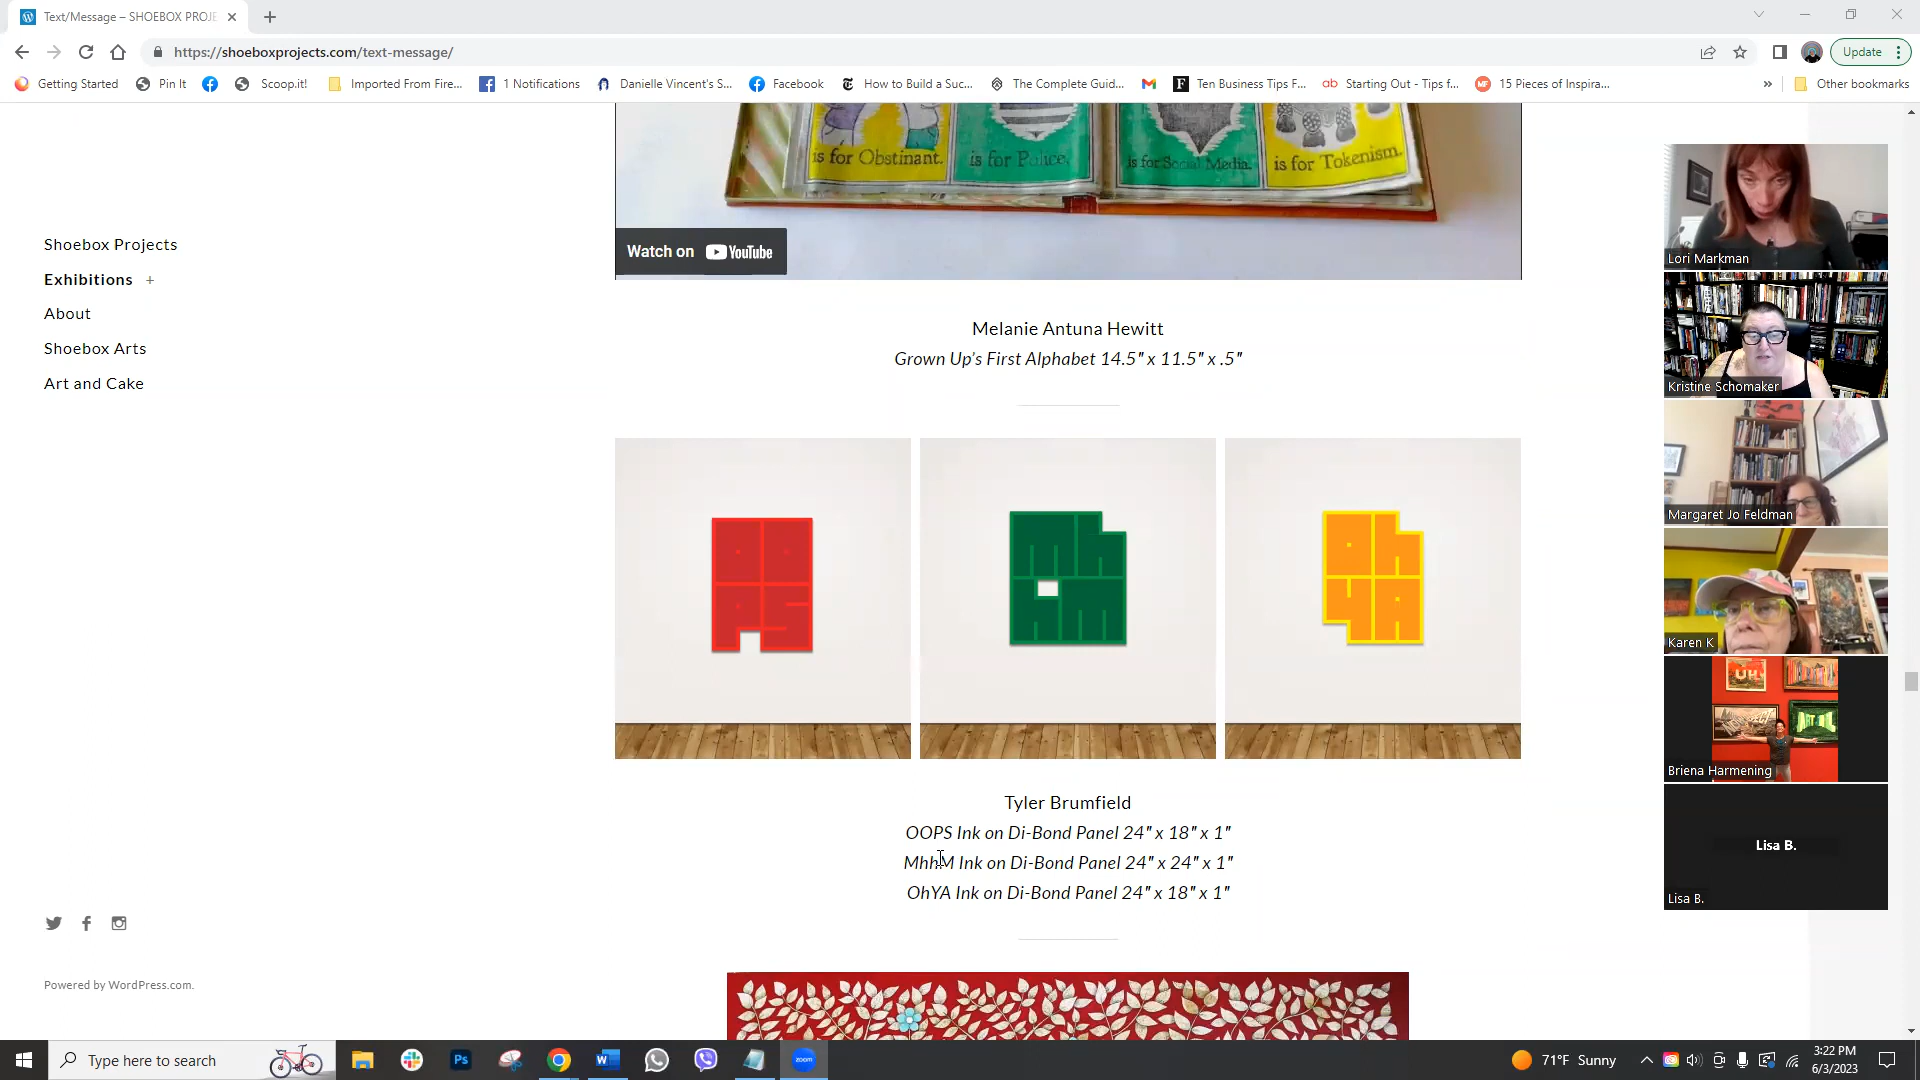 Text/Message – SHOEBOX PROJE
https://shoeboxprojects.com/text-message/
Update
Getting Started
Pin It
Scoop.it!
Imported From Fire...
1 Notifications
Danielle Vincent's S...
Facebook
How to Build a Suc...
The Complete Guid...
Ten Business Tips F...
Starting Out - Tips f...
15 Pieces of Inspira...
»
Other bookmarks
Shoebox Projects
Exhibitions +
About
Shoebox Arts
Art and Cake
Powered by WordPress.com.
is for Obstinant.
is for Police.
is for Social Media.
is for Tokenism.
Watch on YouTube
Melanie Antuna Hewitt
Grown Up's First Alphabet 14.5" x 11.5" x .5"
oo
ps
mh
hm
oh
ya
Tyler Brumfield
OOPS Ink on Di-Bond Panel 24" x 18" x 1"
MhhM Ink on Di-Bond Panel 24" x 24" x 1"
OhYA Ink on Di-Bond Panel 24" x 18" x 1"
Lori Markman
Kristine Schomaker
Margaret Jo Feldman
Karen K
UH
Briena Harmening
Lisa B.
Lisa B.
Type here to search
71°F Sunny
3:22 PM
6/3/2023